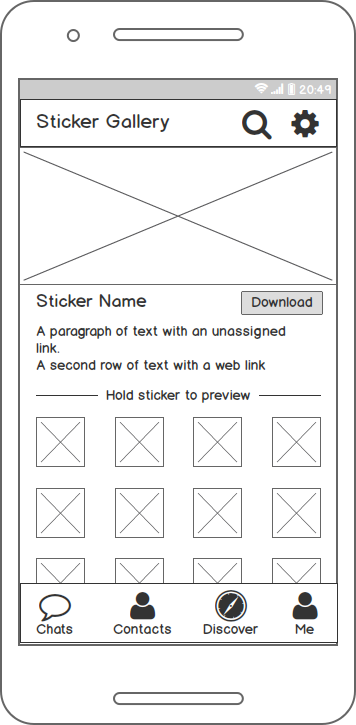 20:49
Sticker Gallery
Sticker Name
Download
A paragraph of text with an unassigned
link.
A second row of text with a web link
Hold sticker to preview
Chats
Contacts
Discover
Me